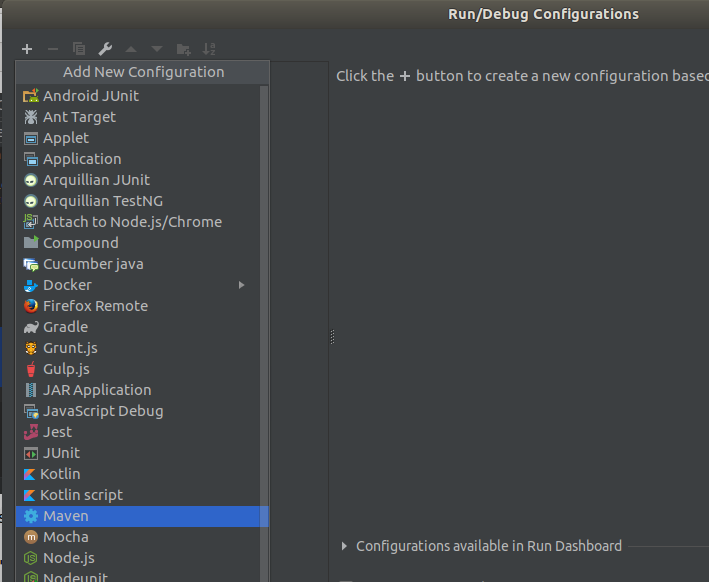 Run/Debug Configurations
Add New Configuration
Click the + button to create a new configuration based
Android JUnit
Ant Target
Applet
Application
Arquillian JUnit
Arquillian TestNG
Attach to Node.js/Chrome
Compound
Cucumber java
Docker
Firefox Remote
Gradle
Grunt.js
Gulp.js
JAR Application
JavaScript Debug
Jest
JUnit
Kotlin
Kotlin script
Maven
Mocha
Configurations available in Run Dashboard
Node.js
Nodeunit